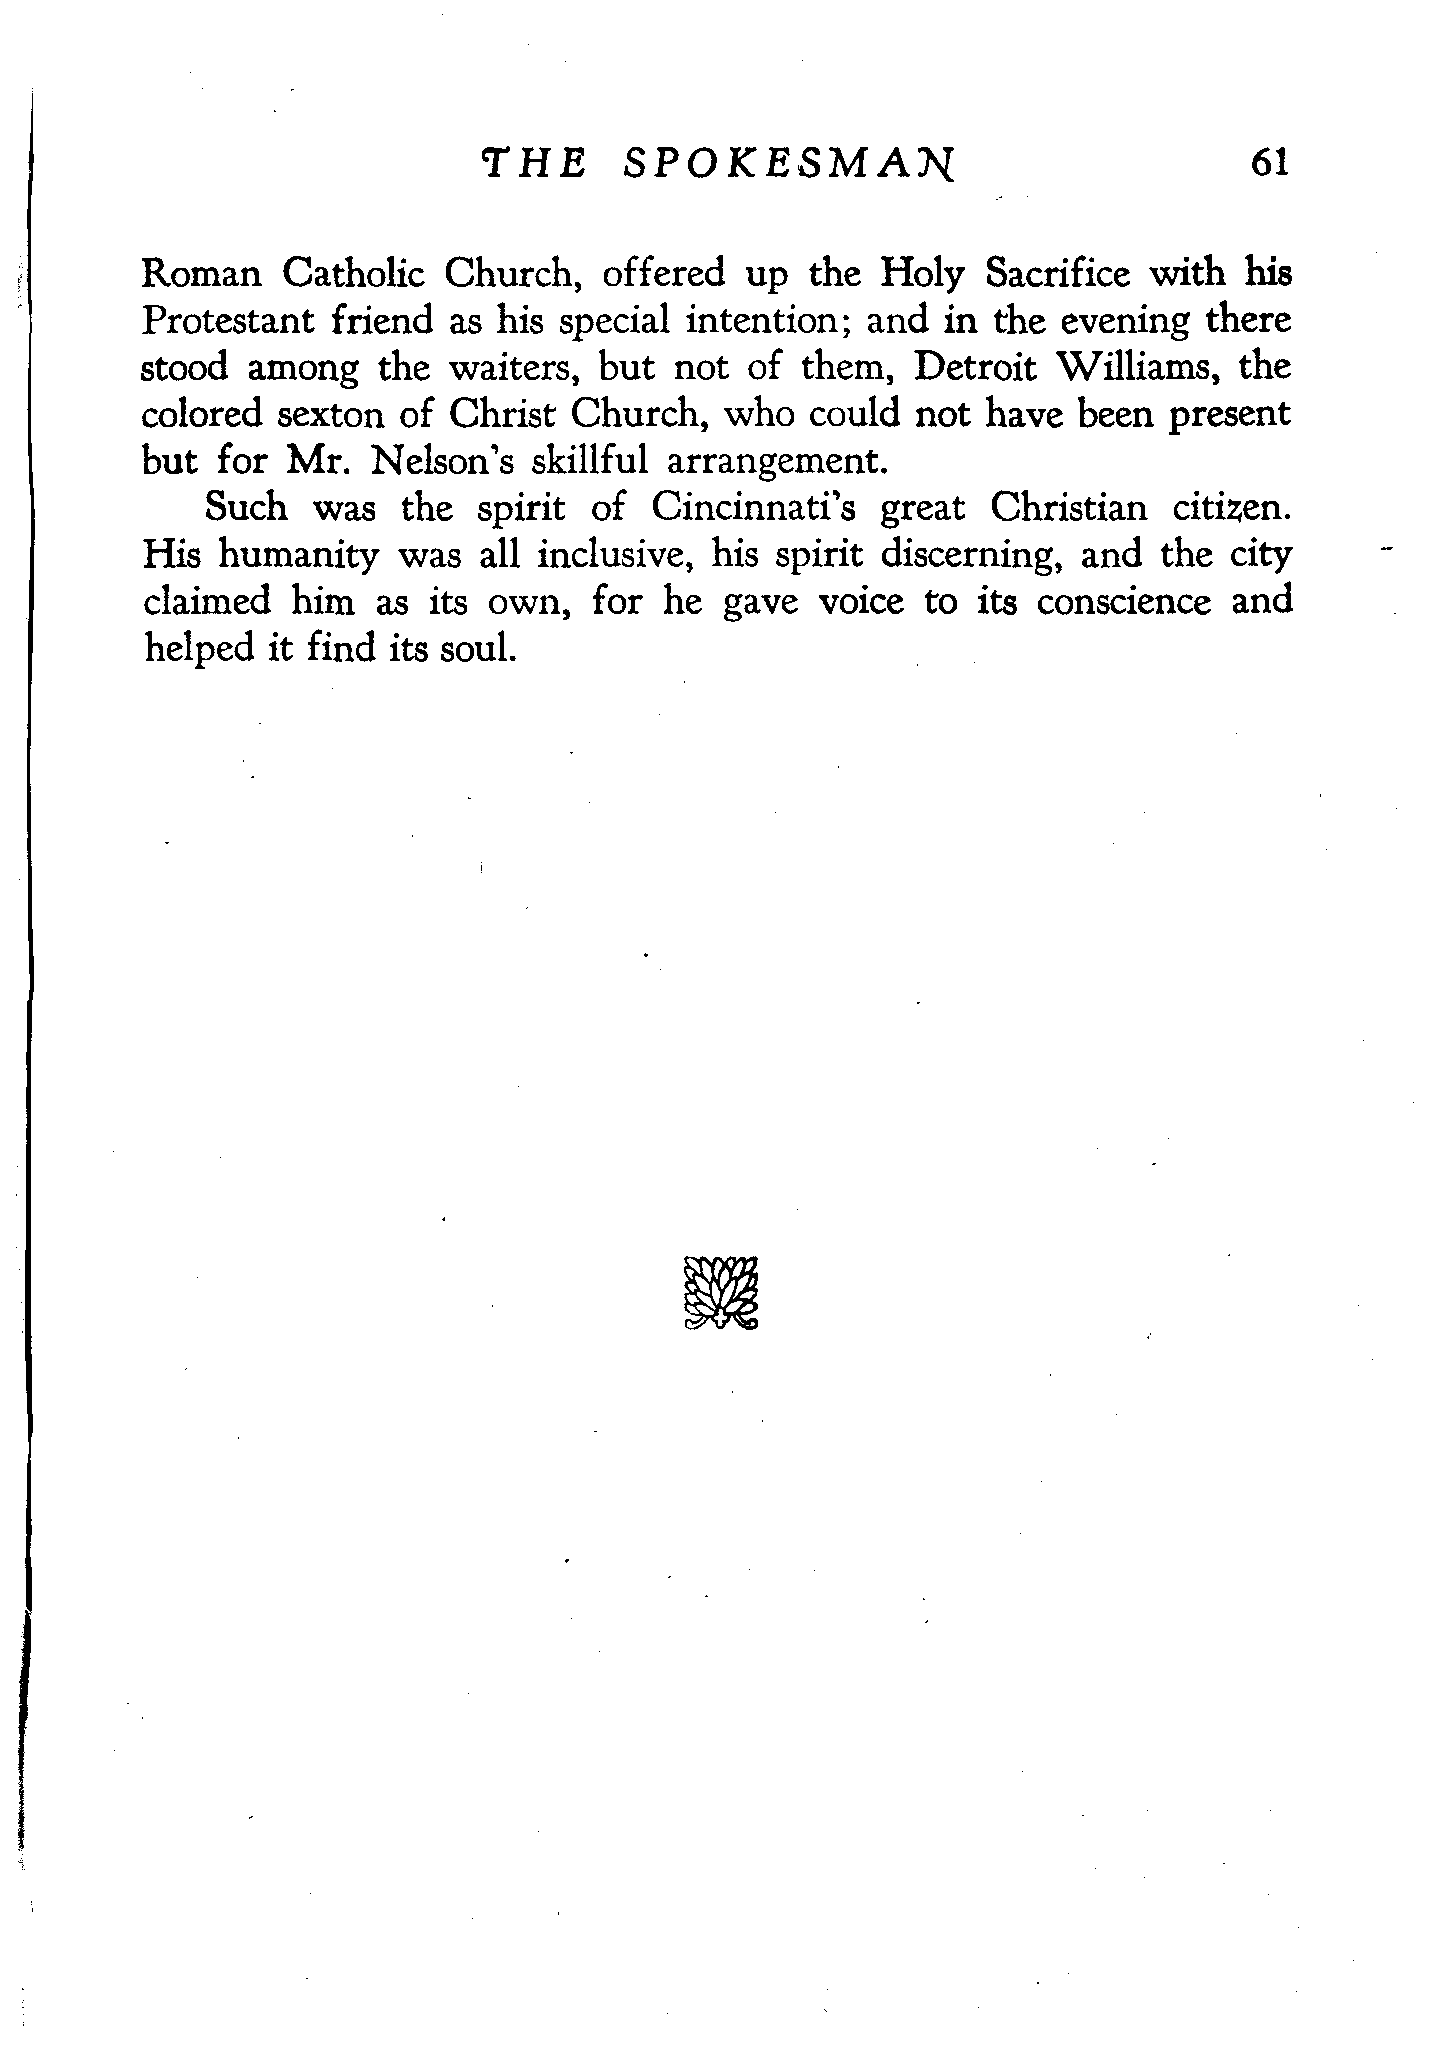 THE SPOKESMAN 61
Roman Catholic Church, offered up the Holy Sacrifice with his
Protestant friend as his special intention; and in the evening there
stood among the waiters, but not of them, Detroit Williams, the
colored sexton of Christ Church, who could not have been present
but for Mr. Nelson's skillful arrangement.
Such was the spirit of Cincinnati's great Christian citizen.
His humanity was all inclusive, his spirit discerning, and the city
claimed him as its own, for he gave voice to its conscience and
helped it find its soul.